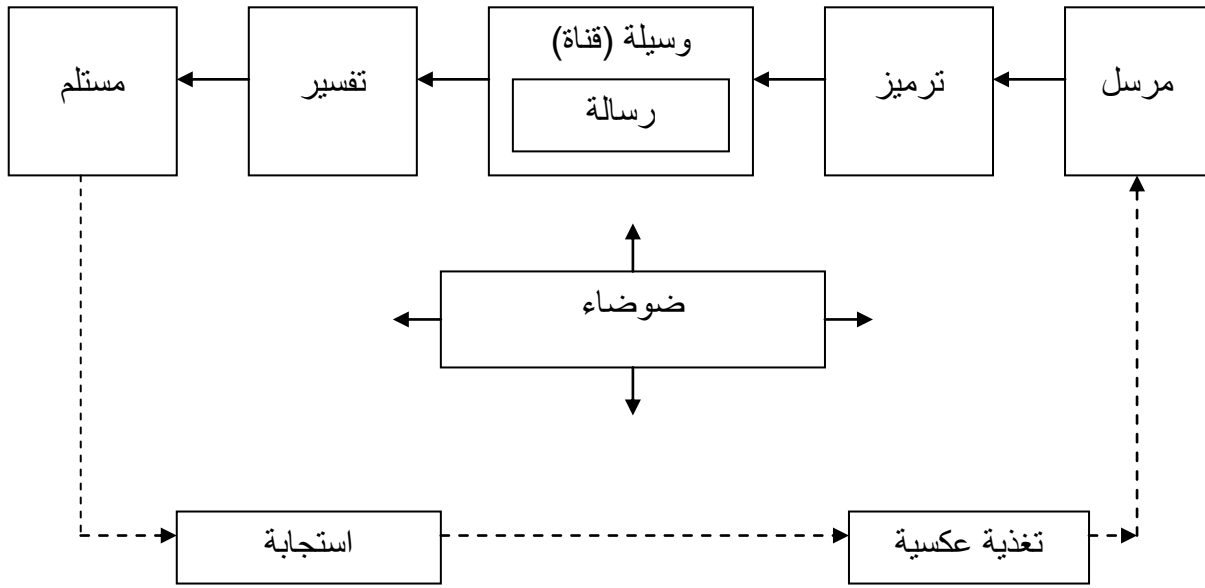 مرسل
ترميز
وسيلة (قناة)
رسالة
تفسير
مستلم
ضوضاء
تغذية عكسية
استجابة